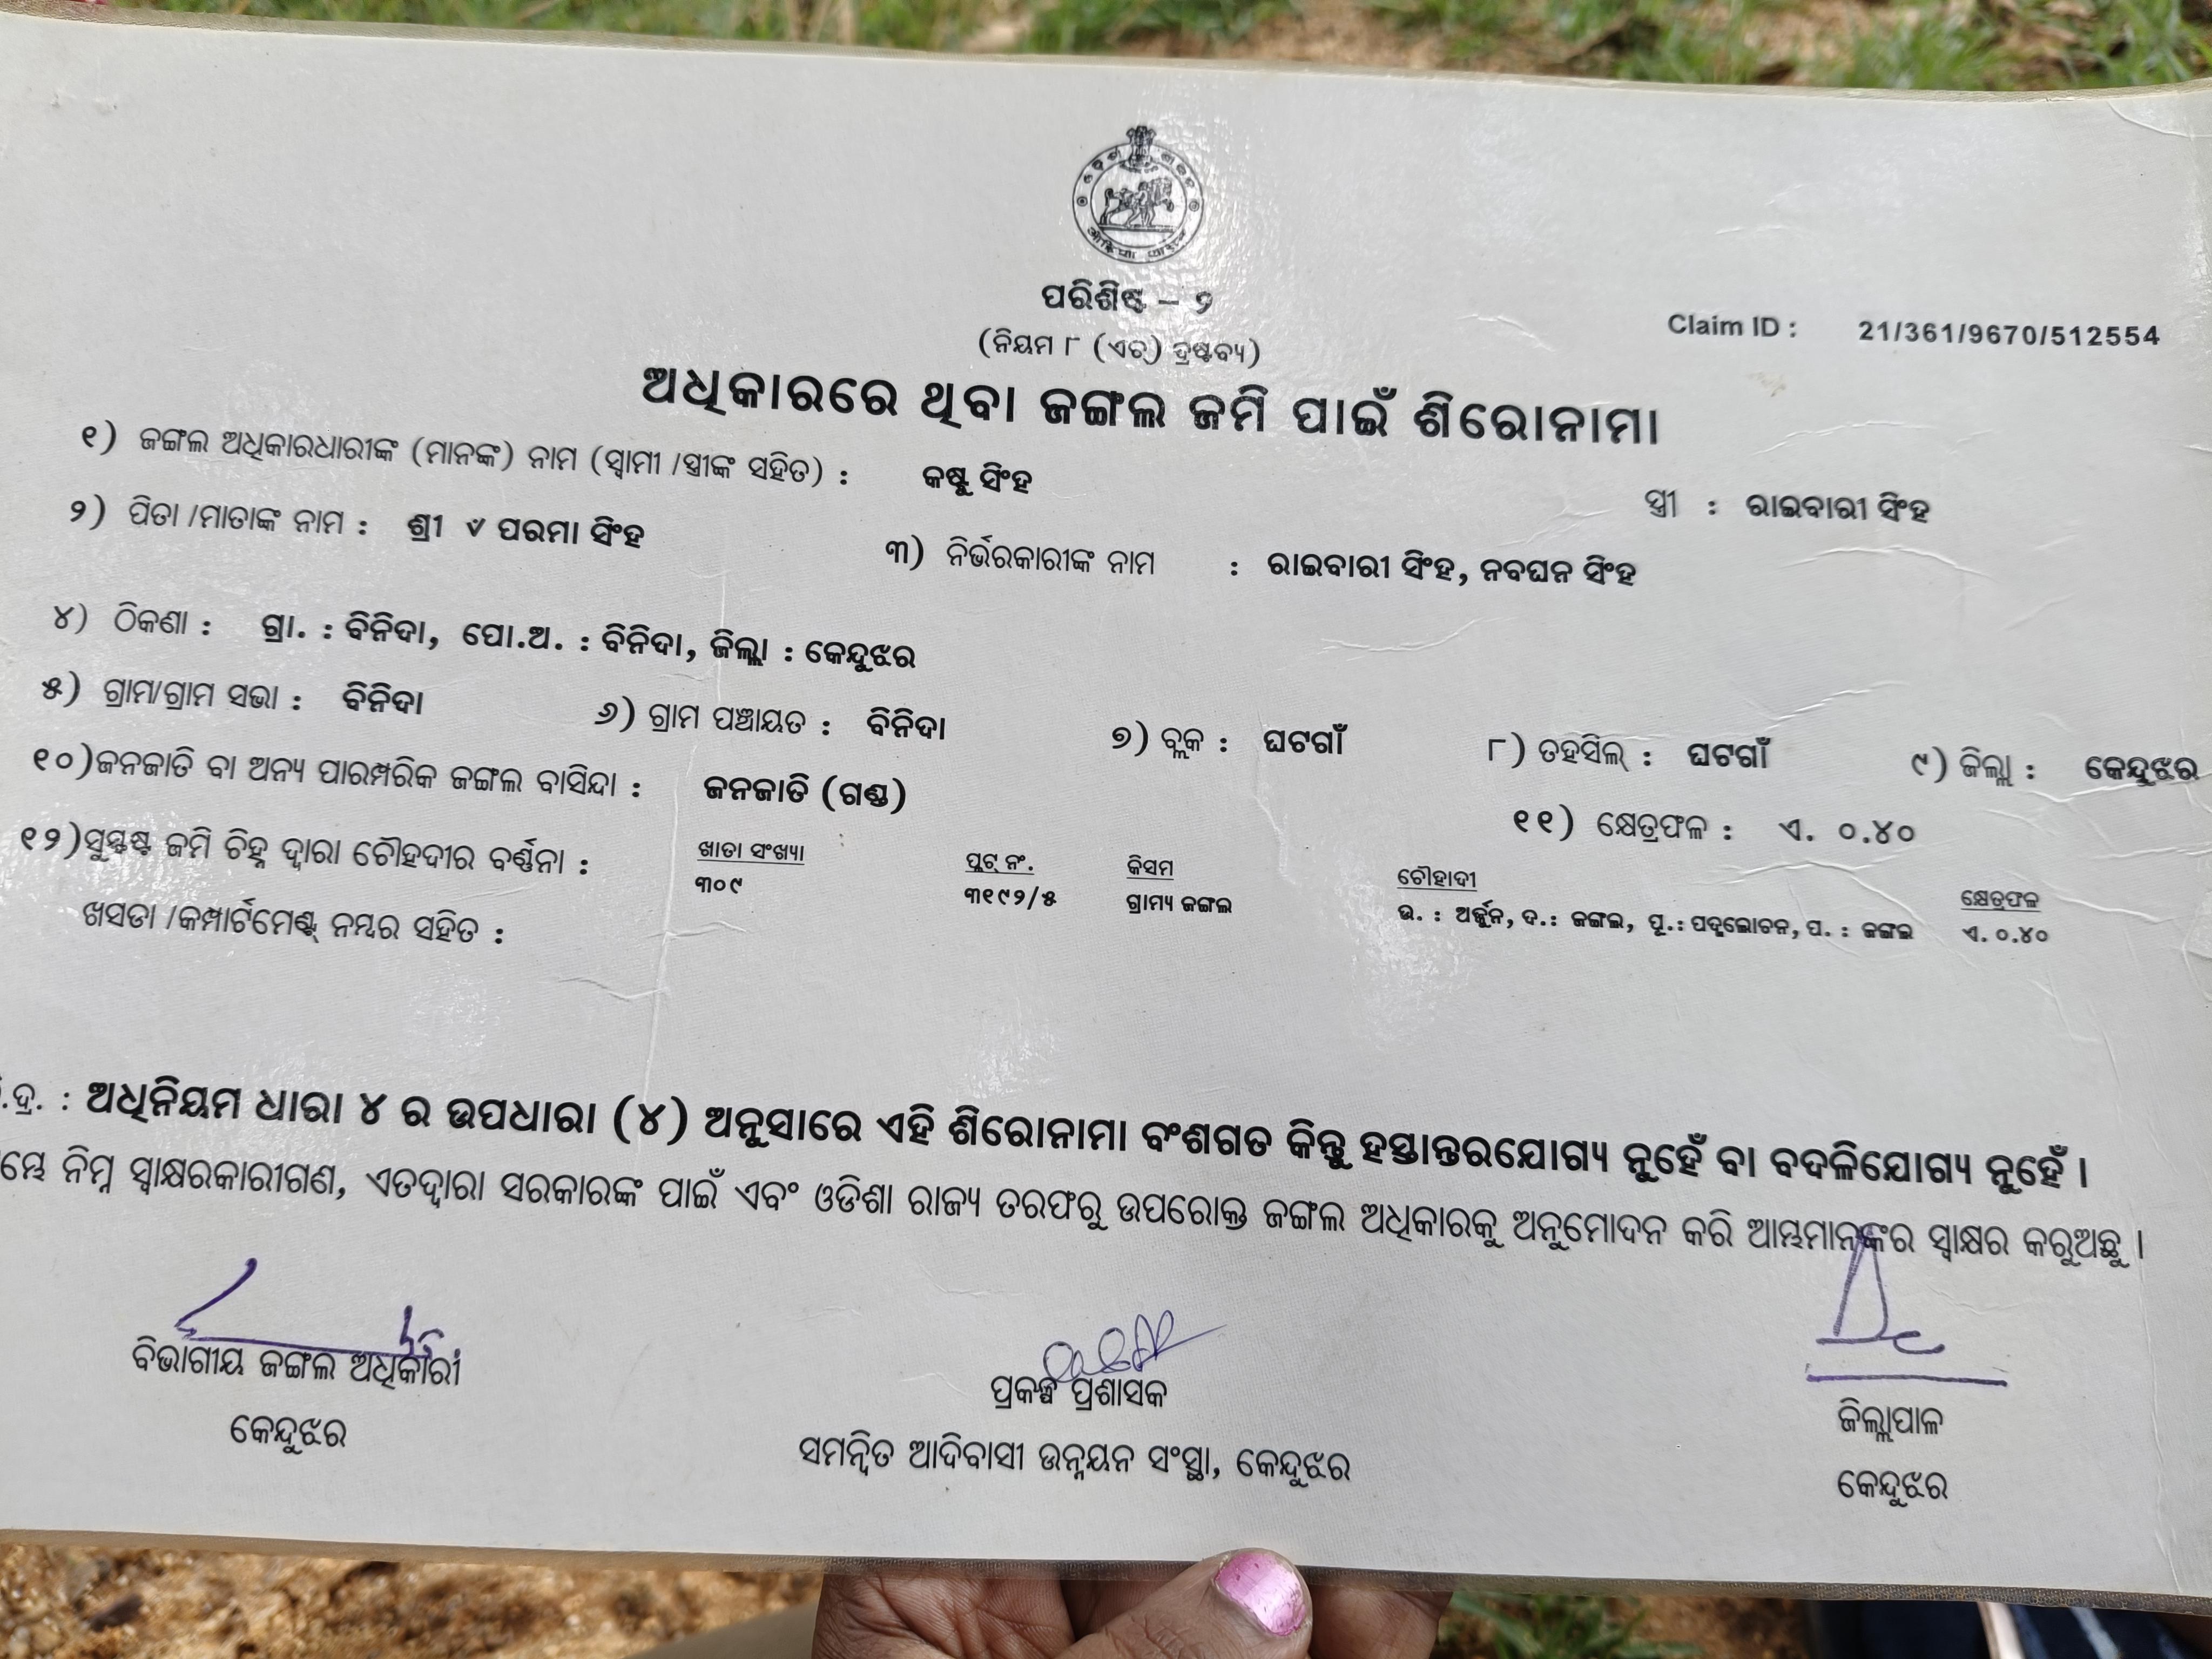 ପରିଶିଷ୍ଟ – ୨
(ନିୟମ ୮ (ଏଚ୍) ଦ୍ରଷ୍ଟବ୍ୟ)
Claim ID : 21/361/9670/512554
ଅଧିକାରରେ ଥିବା ଜଙ୍ଗଲ ଜମି ପାଇଁ ଶିରୋନାମା
୧) ଜଙ୍ଗଲ ଅଧିକାରଧାରୀଙ୍କ (ମାନଙ୍କ) ନାମ (ସ୍ୱାମୀ /ସ୍ତ୍ରୀଙ୍କ ସହିତ) : କଷ୍ଟୁ ସିଂହ ସ୍ତ୍ରୀ : ରାଇବାରୀ ସିଂହ
୨) ପିତା /ମାତାଙ୍କ ନାମ : ଶ୍ରୀ ପରମା ସିଂହ ୩) ନିର୍ଭରକାରୀଙ୍କ ନାମ : ରାଇବାରୀ ସିଂହ, ନବଘନ ସିଂହ
୪) ଠିକଣା : ଗ୍ରା. : ବିନିଦା, ପୋ.ଅ. : ବିନିଦା, ଜିଲ୍ଲା : କେନ୍ଦୁଝର
୫) ଗ୍ରାମ/ଗ୍ରାମ ସଭା : ବିନିଦା ୬) ଗ୍ରାମ ପଞ୍ଚାୟତ : ବିନିଦା ୭) ବ୍ଲକ : ଘଟଗାଁ ୮) ତହସିଲ୍ : ଘଟଗାଁ ୯) ଜିଲ୍ଲା : କେନ୍ଦୁଝର
୧୦)ଜନଜାତି ବା ଅନ୍ୟ ପାରମ୍ପରିକ ଜଙ୍ଗଲ ବାସିନ୍ଦା : ଜନଜାତି (ଗଣ୍ଡ) ୧୧) କ୍ଷେତ୍ରଫଳ : ଏ. ୦.୪୦
୧୨)ସୁସ୍ପଷ୍ଟ ଜମି ଚିହ୍ନ ଦ୍ୱାରା ଚୌହଦୀର ବର୍ଣ୍ଣନା : ଖାତା ସଂଖ୍ୟା ପ୍ଲଟ୍ ନଂ. କିସମ ଚୌହାଦୀ କ୍ଷେତ୍ରଫଳ
ଖସଡା /କମ୍ପାର୍ଟମେଣ୍ଟ୍ ନମ୍ବର ସହିତ : ୩୦୯ ୩୧୯୨/୫ ଗ୍ରାମ୍ୟ ଜଙ୍ଗଲ ଉ. : ଅର୍ଜ୍ଜୁନ, ଦ.: ଜଙ୍ଗଲ, ପୂ.: ପଦ୍ମଲୋଚନ, ପ. : ଜଙ୍ଗଲ ଏ. ୦.୪୦
.ଦ୍ର. : ଅଧିନିୟମ ଧାରା ୪ ର ଉପଧାରା (୪) ଅନୁସାରେ ଏହି ଶିରୋନାମା ବଂଶଗତ କିନ୍ତୁ ହସ୍ତାନ୍ତରଯୋଗ୍ୟ ନୁହେଁ ବା ବଦଳିଯୋଗ୍ୟ ନୁହେଁ ।
ମ୍ଭେ ନିମ୍ନ ସ୍ୱାକ୍ଷରକାରୀଗଣ, ଏତଦ୍ୱାରା ସରକାରଙ୍କ ପାଇଁ ଏବଂ ଓଡିଶା ରାଜ୍ୟ ତରଫରୁ ଉପରୋକ୍ତ ଜଙ୍ଗଲ ଅଧିକାରକୁ ଅନୁମୋଦନ କରି ଆମ୍ଭମାନଙ୍କର ସ୍ୱାକ୍ଷର କରୁଅଛୁ ।
ବିଭାଗୀୟ ଜଙ୍ଗଲ ଅଧିକାରୀ
କେନ୍ଦୁଝର
ପ୍ରକଳ୍ପ ପ୍ରଶାସକ
ସମନ୍ୱିତ ଆଦିବାସୀ ଉନ୍ନୟନ ସଂସ୍ଥା, କେନ୍ଦୁଝର
ଜିଲ୍ଲାପାଳ
କେନ୍ଦୁଝର